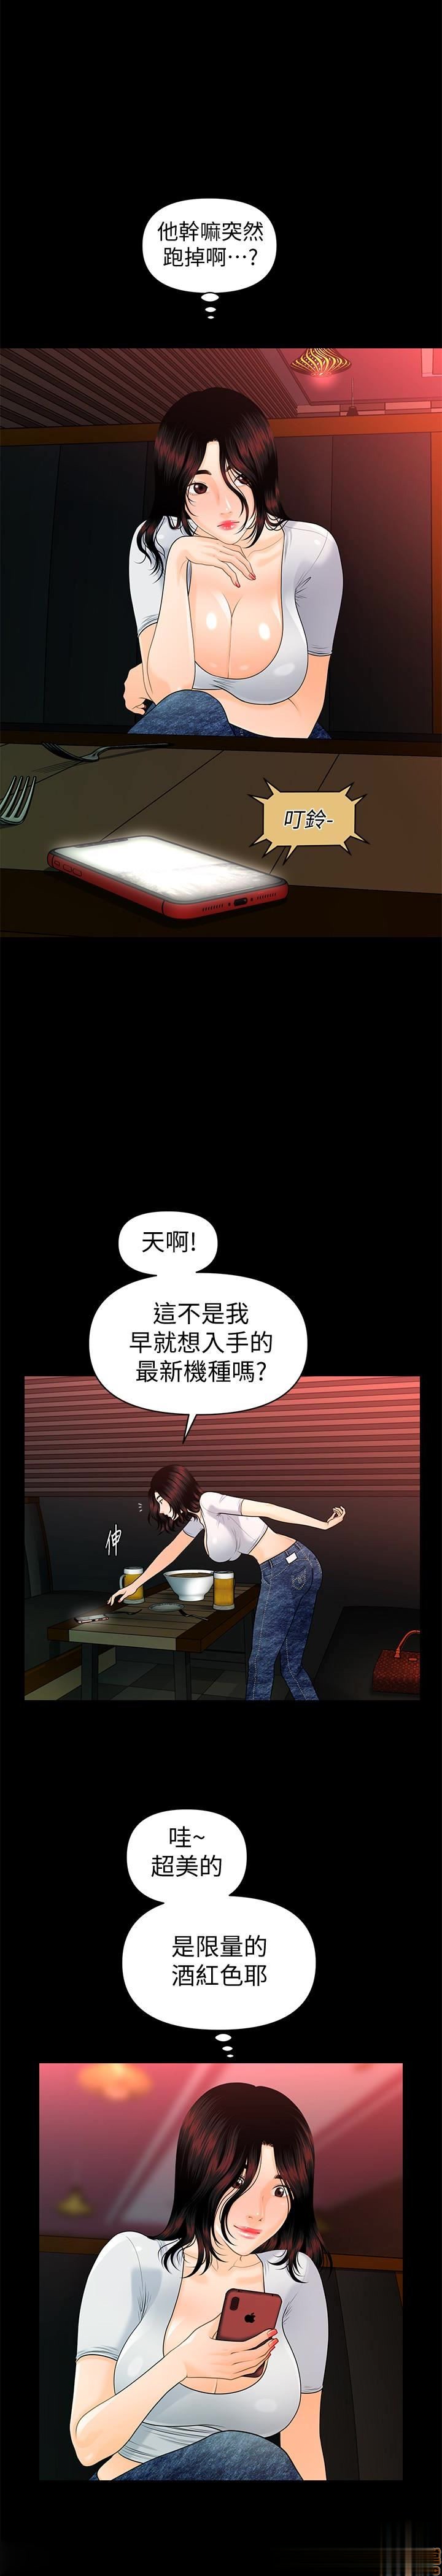 他幹嘛突然
跑掉啊…?
叮鈴-
天啊!
這不是我
早就想入手的
最新機種嗎?
伸
哇~
超美的
是限量的
酒紅色耶